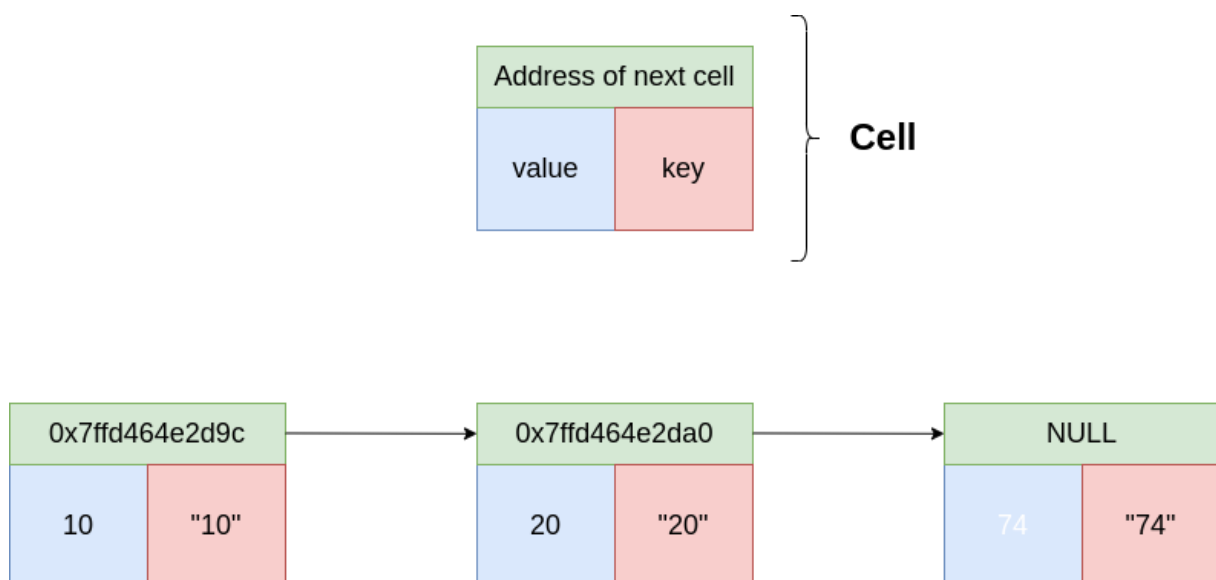 Address of next cell
value
key
Cell
0x7ffd464e2d9c
0x7ffd464e2da0
NULL
10
"10"
20
"20"
74
"74"